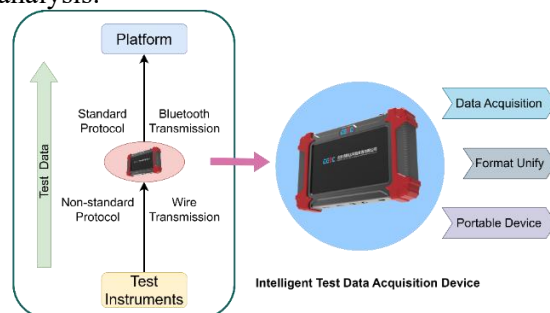 analysis.
Platform
Standard Protocol
Bluetooth Transmission
Test Data
Non-standard Protocol
Wire Transmission
Test Instruments
Data Acquisition
Format Unify
Portable Device
Intelligent Test Data Acquisition Device